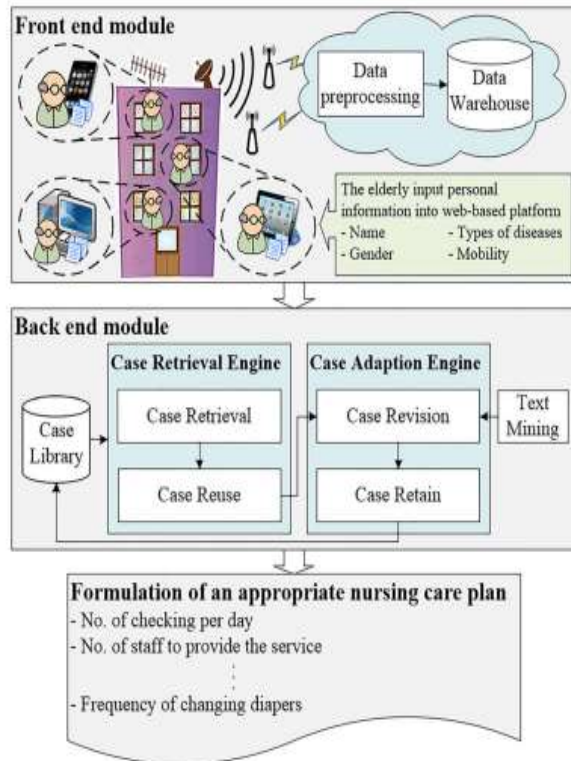 Front end module
Data
preprocessing
Data
Warehouse
The elderly input personal
information into web-based platform
- Name - Types of diseases
- Gender - Mobility
Back end module
Case Retrieval Engine
Case Adaption Engine
Case
Library
Case Retrieval
Case Reuse
Case Revision
Case Retain
Text
Mining
Formulation of an appropriate nursing care plan
- No. of checking per day
- No. of staff to provide the service
- Frequency of changing diapers